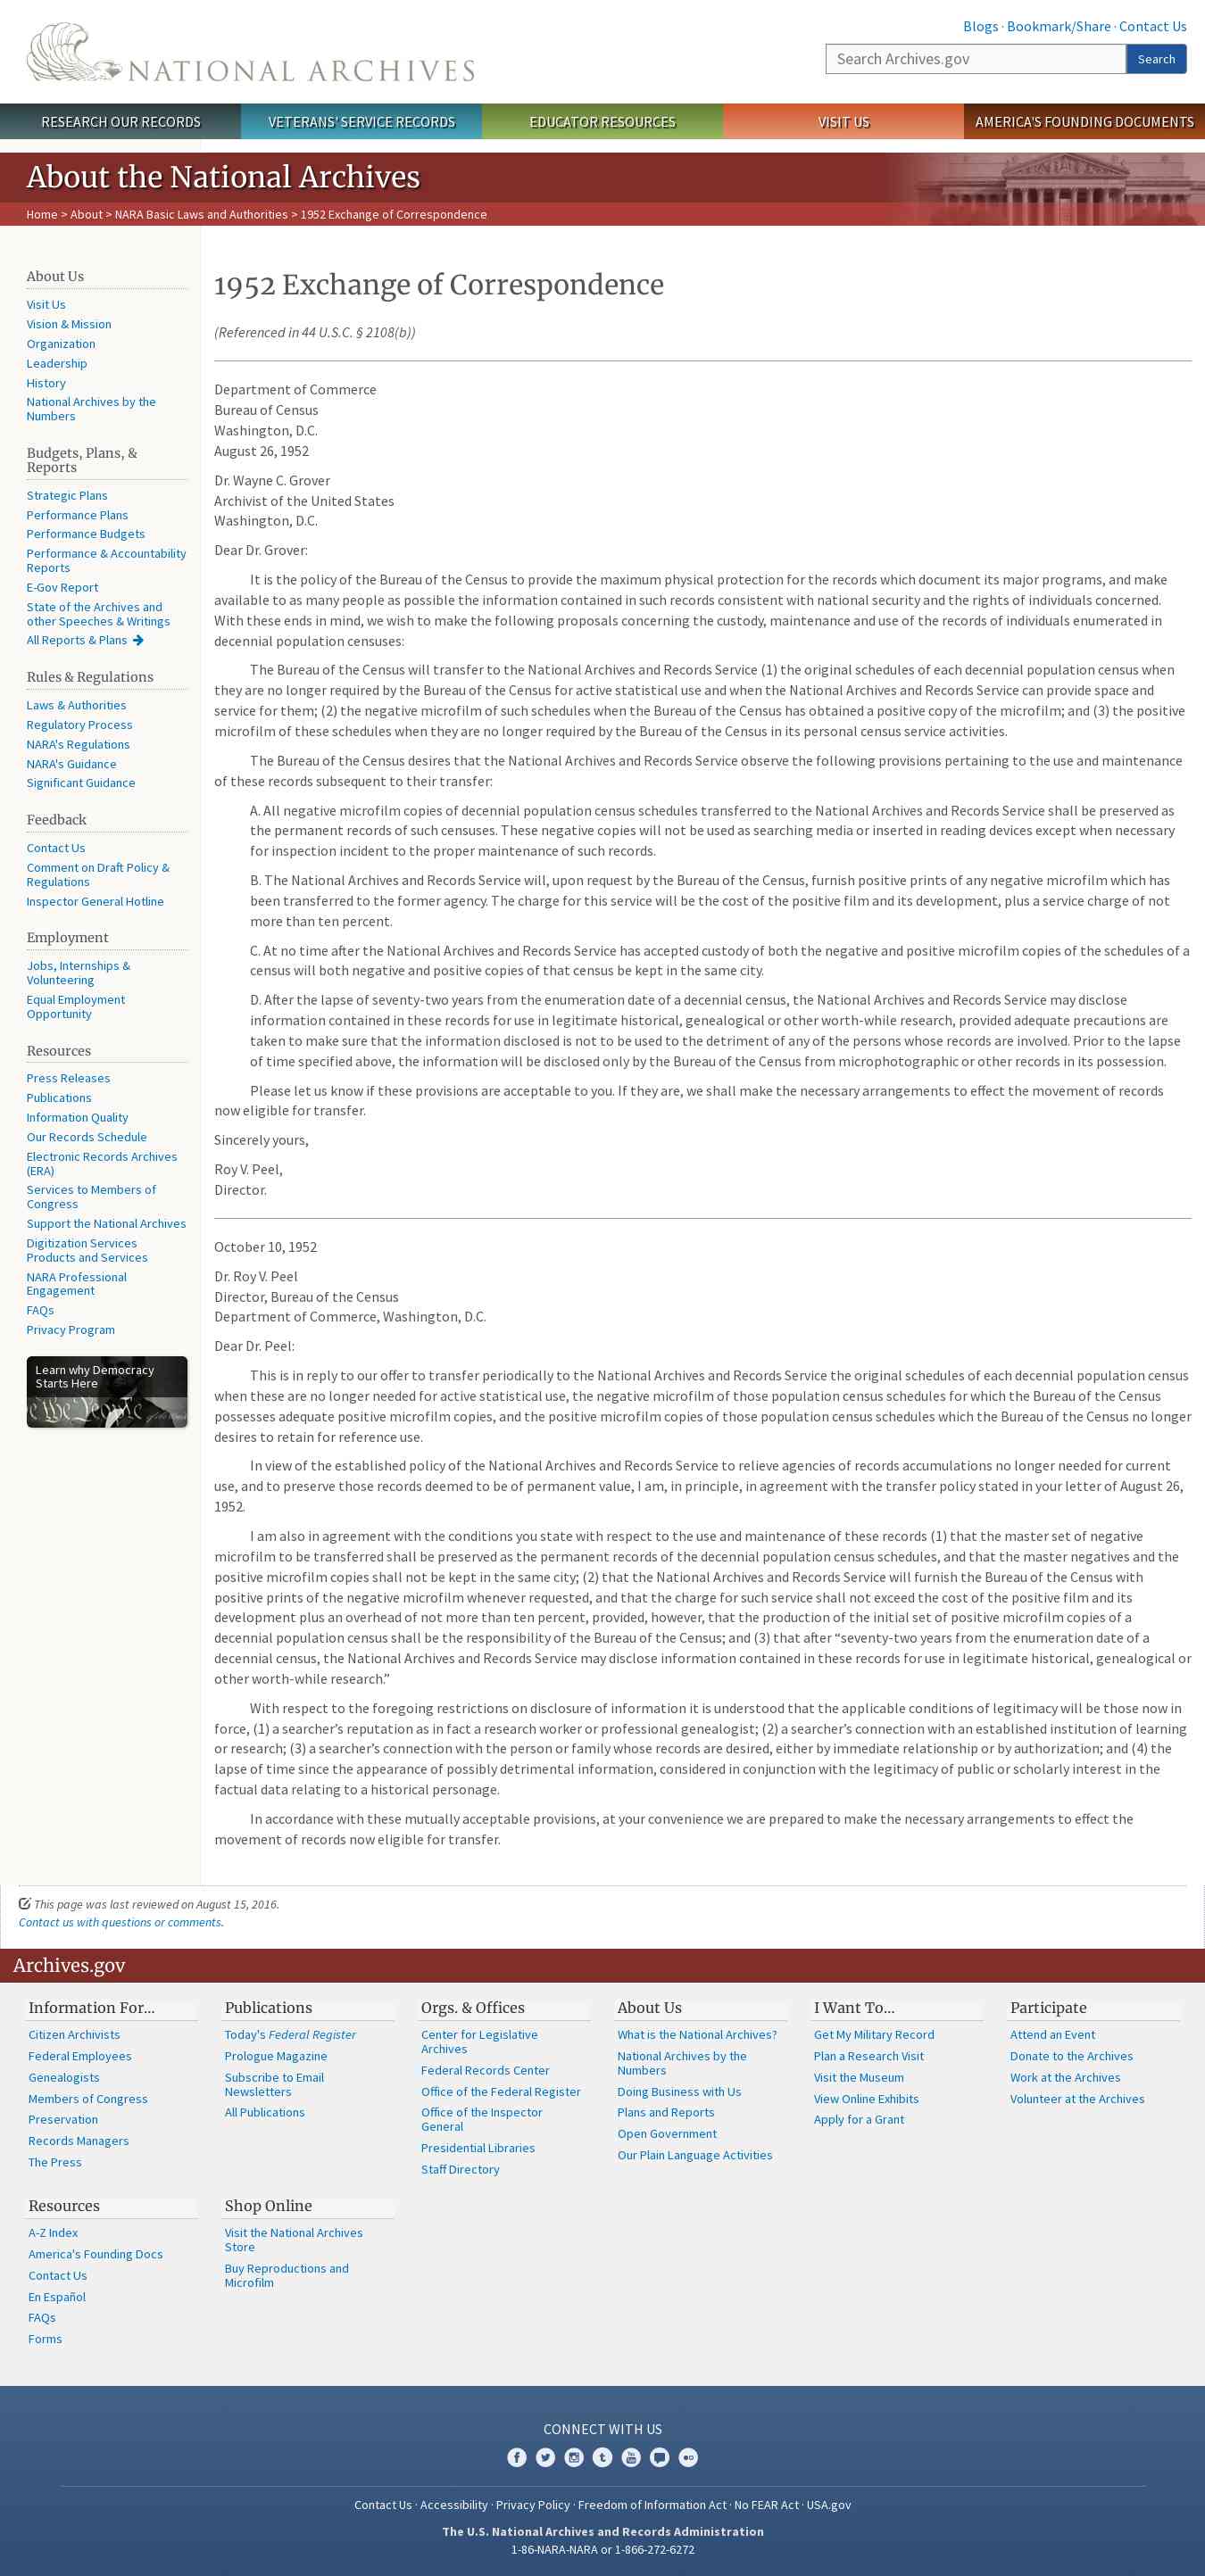 Blogs · Bookmark/Share · Contact Us
NATIONAL ARCHIVES
Search Archives.gov
Search
RESEARCH OUR RECORDS
VETERANS' SERVICE RECORDS
EDUCATOR RESOURCES
VISIT US
AMERICA'S FOUNDING DOCUMENTS
About the National Archives
Home > About > NARA Basic Laws and Authorities > 1952 Exchange of Correspondence
About Us
Visit Us
Vision & Mission
Organization
Leadership
History
National Archives by the
Numbers
Budgets, Plans, &
Reports
Strategic Plans
Performance Plans
Performance Budgets
Performance & Accountability
Reports
E-Gov Report
State of the Archives and
other Speeches & Writings
All Reports & Plans
Rules & Regulations
Laws & Authorities
Regulatory Process
NARA's Regulations
NARA's Guidance
Significant Guidance
Feedback
Contact Us
Comment on Draft Policy &
Regulations
Inspector General Hotline
Employment
Jobs, Internships &
Volunteering
Equal Employment
Opportunity
Resources
Press Releases
Publications
Information Quality
Our Records Schedule
Electronic Records Archives
(ERA)
Services to Members of
Congress
Support the National Archives
Digitization Services
Products and Services
NARA Professional
Engagement
FAQs
Privacy Program
Learn why Democracy
Starts Here
1952 Exchange of Correspondence
(Referenced in 44 U.S.C. § 2108(b))
Department of Commerce
Bureau of Census
Washington, D.C.
August 26, 1952
Dr. Wayne C. Grover
Archivist of the United States
Washington, D.C.
Dear Dr. Grover:
It is the policy of the Bureau of the Census to provide the maximum physical protection for the records which document its major programs, and make
available to as many people as possible the information contained in such records consistent with national security and the rights of individuals concerned.
With these ends in mind, we wish to make the following proposals concerning the custody, maintenance and use of the records of individuals enumerated in
decennial population censuses:
The Bureau of the Census will transfer to the National Archives and Records Service (1) the original schedules of each decennial population census when
they are no longer required by the Bureau of the Census for active statistical use and when the National Archives and Records Service can provide space and
service for them; (2) the negative microfilm of such schedules when the Bureau of the Census has obtained a positive copy of the microfilm; and (3) the positive
microfilm of these schedules when they are no longer required by the Bureau of the Census in its personal census service activities.
The Bureau of the Census desires that the National Archives and Records Service observe the following provisions pertaining to the use and maintenance
of these records subsequent to their transfer:
A. All negative microfilm copies of decennial population census schedules transferred to the National Archives and Records Service shall be preserved as
the permanent records of such censuses. These negative copies will not be used as searching media or inserted in reading devices except when necessary
for inspection incident to the proper maintenance of such records.
B. The National Archives and Records Service will, upon request by the Bureau of the Census, furnish positive prints of any negative microfilm which has
been transferred to the former agency. The charge for this service will be the cost of the positive film and its development, plus a service charge of not
more than ten percent.
C. At no time after the National Archives and Records Service has accepted custody of both the negative and positive microfilm copies of the schedules of a
census will both negative and positive copies of that census be kept in the same city.
D. After the lapse of seventy-two years from the enumeration date of a decennial census, the National Archives and Records Service may disclose
information contained in these records for use in legitimate historical, genealogical or other worth-while research, provided adequate precautions are
taken to make sure that the information disclosed is not to be used to the detriment of any of the persons whose records are involved. Prior to the lapse
of time specified above, the information will be disclosed only by the Bureau of the Census from microphotographic or other records in its possession.
Please let us know if these provisions are acceptable to you. If they are, we shall make the necessary arrangements to effect the movement of records
now eligible for transfer.
Sincerely yours,
Roy V. Peel,
Director.
October 10, 1952
Dr. Roy V. Peel
Director, Bureau of the Census
Department of Commerce, Washington, D.C.
Dear Dr. Peel:
This is in reply to our offer to transfer periodically to the National Archives and Records Service the original schedules of each decennial population census
when these are no longer needed for active statistical use, the negative microfilm of those population census schedules for which the Bureau of the Census
possesses adequate positive microfilm copies, and the positive microfilm copies of those population census schedules which the Bureau of the Census no longer
desires to retain for reference use.
In view of the established policy of the National Archives and Records Service to relieve agencies of records accumulations no longer needed for current
use, and to preserve those records deemed to be of permanent value, I am, in principle, in agreement with the transfer policy stated in your letter of August 26,
1952.
I am also in agreement with the conditions you state with respect to the use and maintenance of these records (1) that the master set of negative
microfilm to be transferred shall be preserved as the permanent records of the decennial population census schedules, and that the master negatives and the
positive microfilm copies shall not be kept in the same city; (2) that the National Archives and Records Service will furnish the Bureau of the Census with
positive prints of the negative microfilm whenever requested, and that the charge for such service shall not exceed the cost of the positive film and its
development plus an overhead of not more than ten percent, provided, however, that the production of the initial set of positive microfilm copies of a
decennial population census shall be the responsibility of the Bureau of the Census; and (3) that after “seventy-two years from the enumeration date of a
decennial census, the National Archives and Records Service may disclose information contained in these records for use in legitimate historical, genealogical or
other worth-while research.”
With respect to the foregoing restrictions on disclosure of information it is understood that the applicable conditions of legitimacy will be those now in
force, (1) a searcher’s reputation as in fact a research worker or professional genealogist; (2) a searcher’s connection with an established institution of learning
or research; (3) a searcher’s connection with the person or family whose records are desired, either by immediate relationship or by authorization; and (4) the
lapse of time since the appearance of possibly detrimental information, considered in conjunction with the legitimacy of public or scholarly interest in the
factual data relating to a historical personage.
In accordance with these mutually acceptable provisions, at your convenience we are prepared to make the necessary arrangements to effect the
movement of records now eligible for transfer.
This page was last reviewed on August 15, 2016.
Contact us with questions or comments.
Archives.gov
Information For…
Citizen Archivists
Federal Employees
Genealogists
Members of Congress
Preservation
Records Managers
The Press
Publications
Today's Federal Register
Prologue Magazine
Subscribe to Email
Newsletters
All Publications
Orgs. & Offices
Center for Legislative
Archives
Federal Records Center
Office of the Federal Register
Office of the Inspector
General
Presidential Libraries
Staff Directory
About Us
What is the National Archives?
National Archives by the
Numbers
Doing Business with Us
Plans and Reports
Open Government
Our Plain Language Activities
I Want To…
Get My Military Record
Plan a Research Visit
Visit the Museum
View Online Exhibits
Apply for a Grant
Participate
Attend an Event
Donate to the Archives
Work at the Archives
Volunteer at the Archives
Resources
A-Z Index
America's Founding Docs
Contact Us
En Español
FAQs
Forms
Shop Online
Visit the National Archives
Store
Buy Reproductions and
Microfilm
CONNECT WITH US
Contact Us · Accessibility · Privacy Policy · Freedom of Information Act · No FEAR Act · USA.gov
The U.S. National Archives and Records Administration
1-86-NARA-NARA or 1-866-272-6272